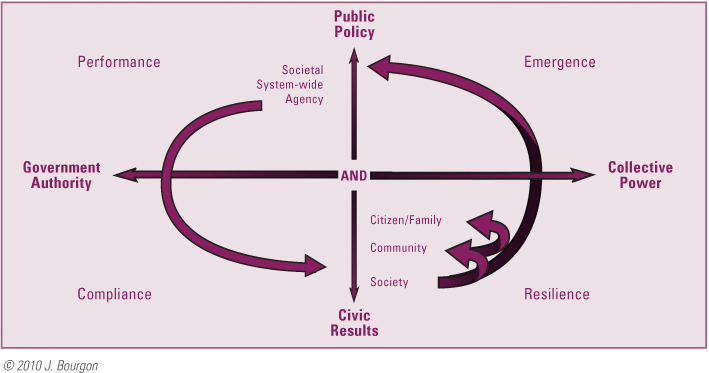 Public
Policy
Performance
Emergence
Societal
System-wide
Agency
Government
Authority
AND
Collective
Power
Citizen/Family
Community
Society
Compliance
Resilience
Civic
Results
© 2010 J. Bourgon